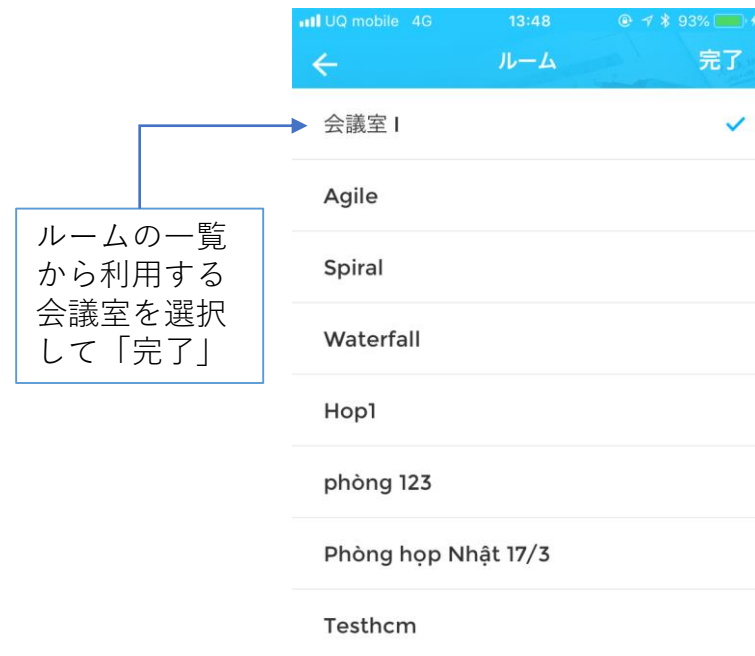 UQ mobile 4G 13:48 93%
ルーム 完了
会議室 I
Agile
Spiral
Waterfall
Hop1
phòng 123
Phòng họp Nhật 17/3
Testhcm
ルームの一覧
から利用する
会議室を選択
して「完了」